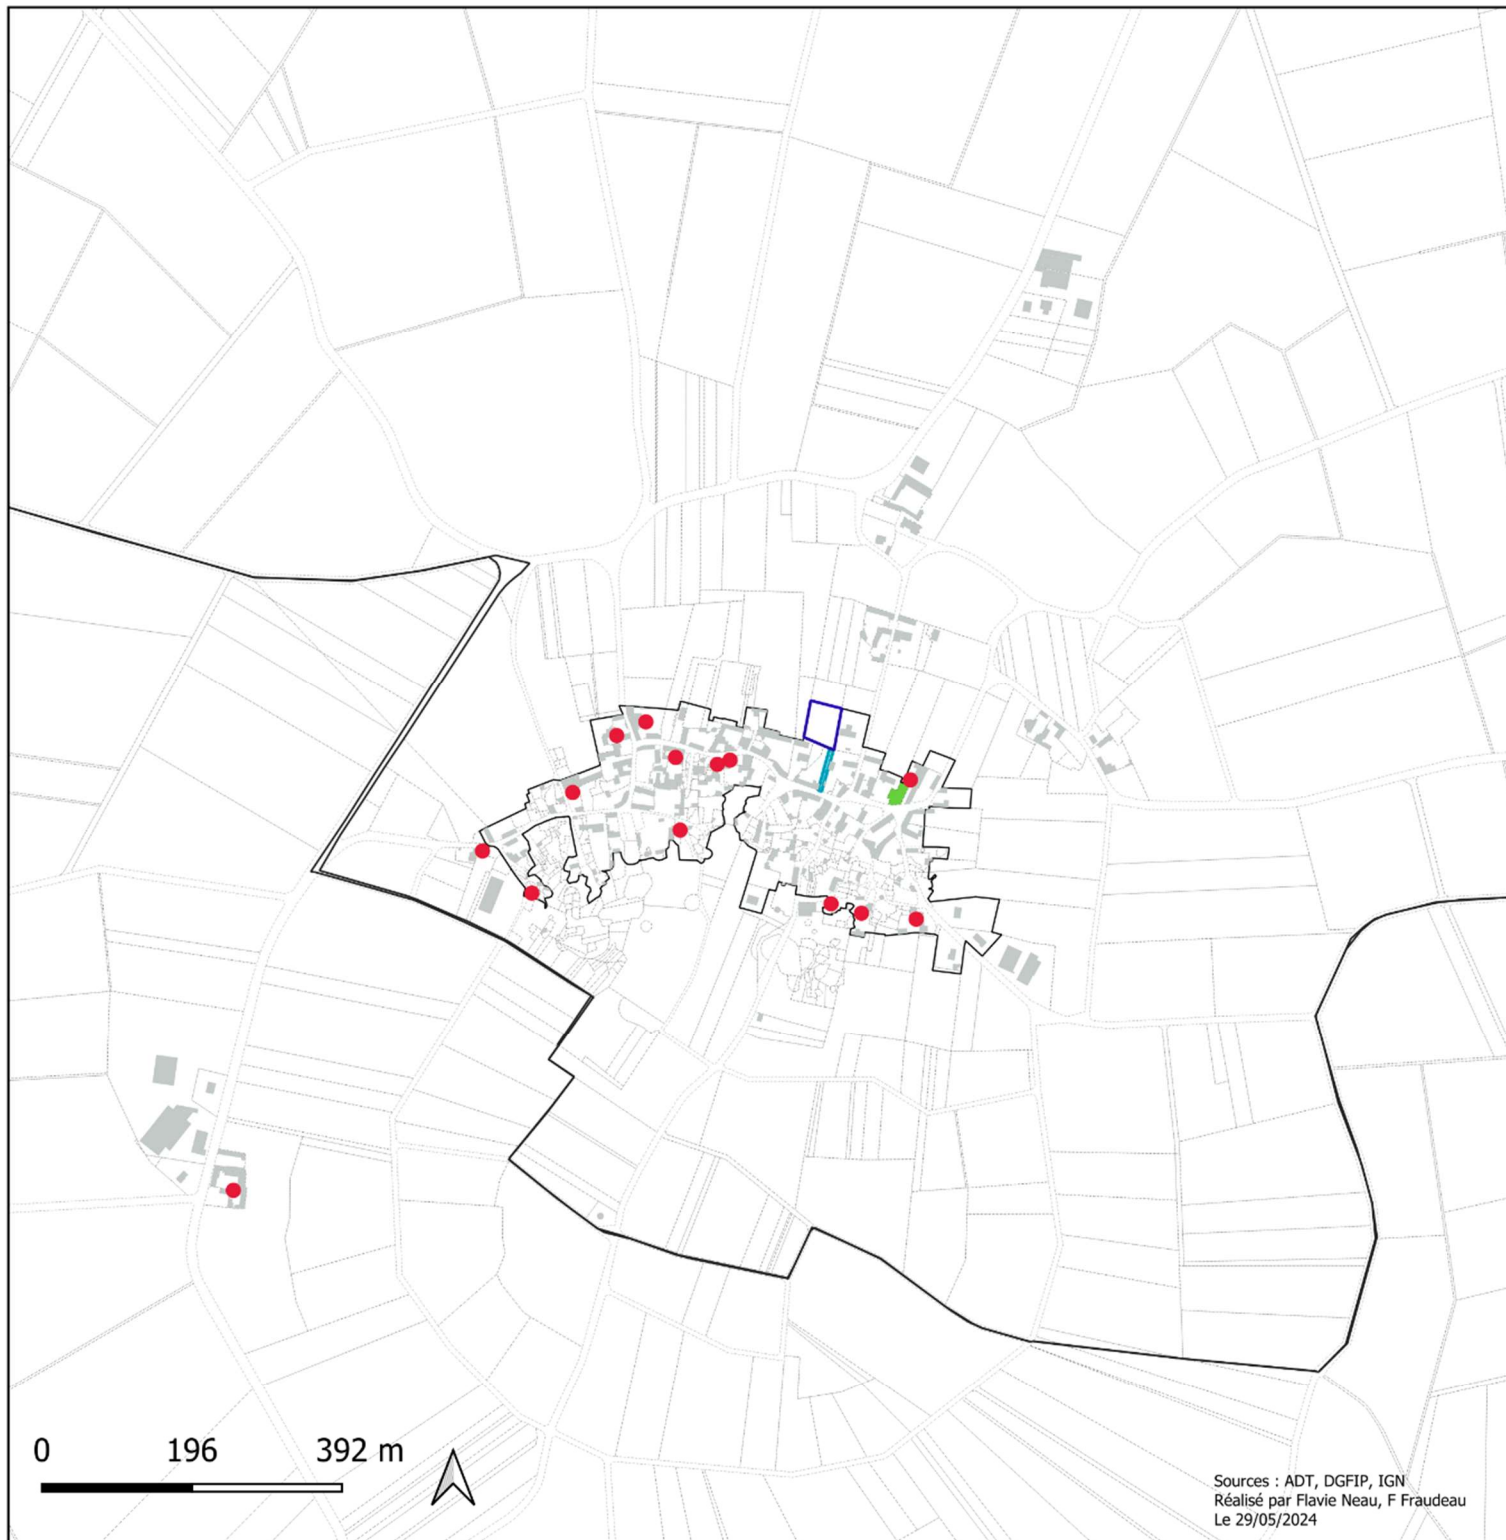 0 196 392 m
Sources : ADT, DGFIP, IGN
Réalisé par Flavie Neau, F Fraudeau
Le 29/05/2024